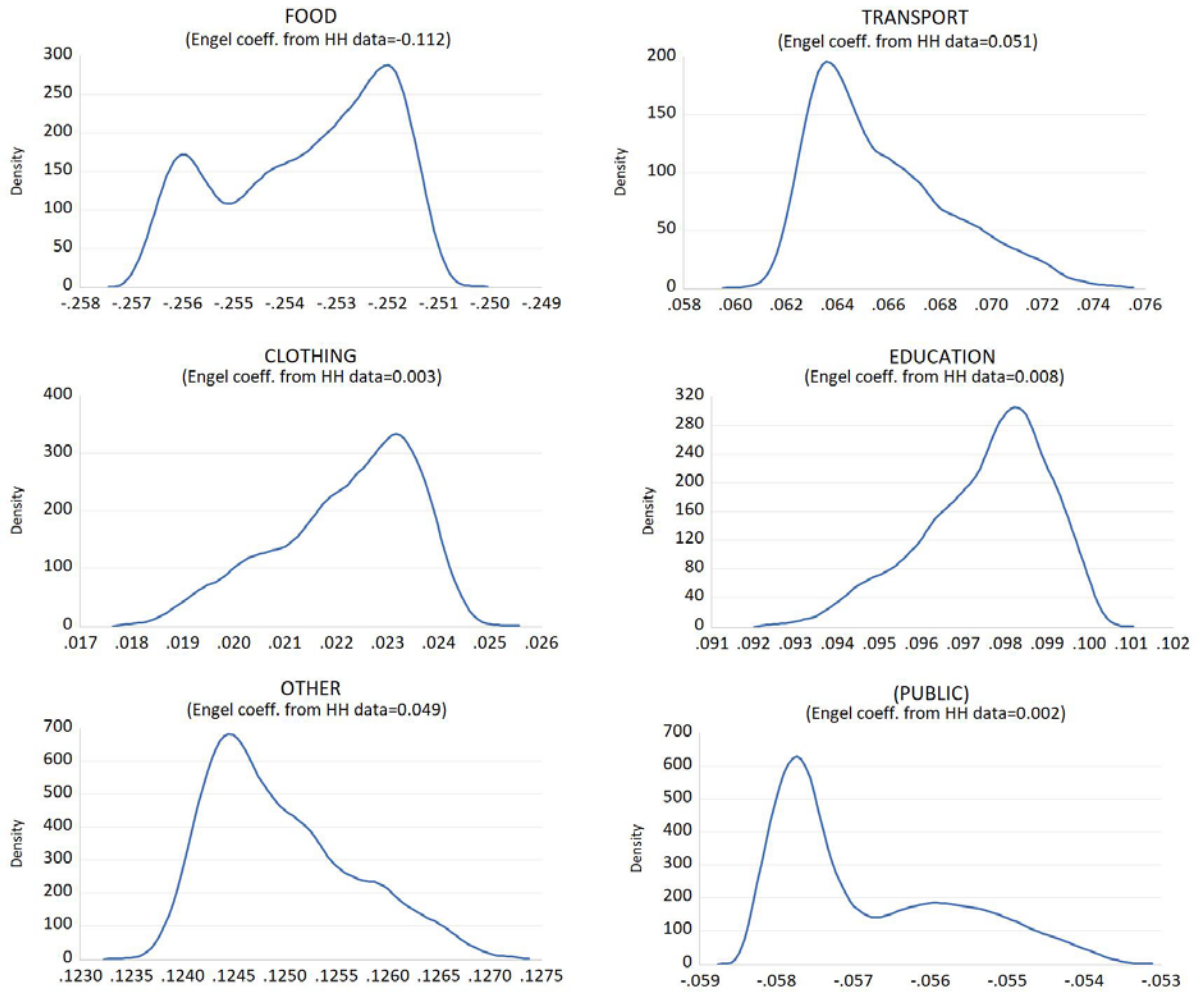 FOOD
(Engel coeff. from HH data=-0.112)
300
250
200
150
100
50
0
Density
-.258 -.257 -.256 -.255 -.254 -.253 -.252 -.251 -.250 -.249
TRANSPORT
(Engel coeff. from HH data=0.051)
200
150
100
50
0
Density
.058 .060 .062 .064 .066 .068 .070 .072 .074 .076
CLOTHING
(Engel coeff. from HH data=0.003)
400
300
200
100
0
Density
.017 .018 .019 .020 .021 .022 .023 .024 .025 .026
EDUCATION
(Engel coeff. from HH data=0.008)
320
280
240
200
160
120
80
40
0
Density
.091 .092 .093 .094 .095 .096 .097 .098 .099 .100 .101 .102
OTHER
(Engel coeff. from HH data=0.049)
700
600
500
400
300
200
100
0
Density
.1230 .1235 .1240 .1245 .1250 .1255 .1260 .1265 .1270 .1275
(PUBLIC)
(Engel coeff. from HH data=0.002)
700
600
500
400
300
200
100
0
Density
-.059 -.058 -.057 -.056 -.055 -.054 -.053